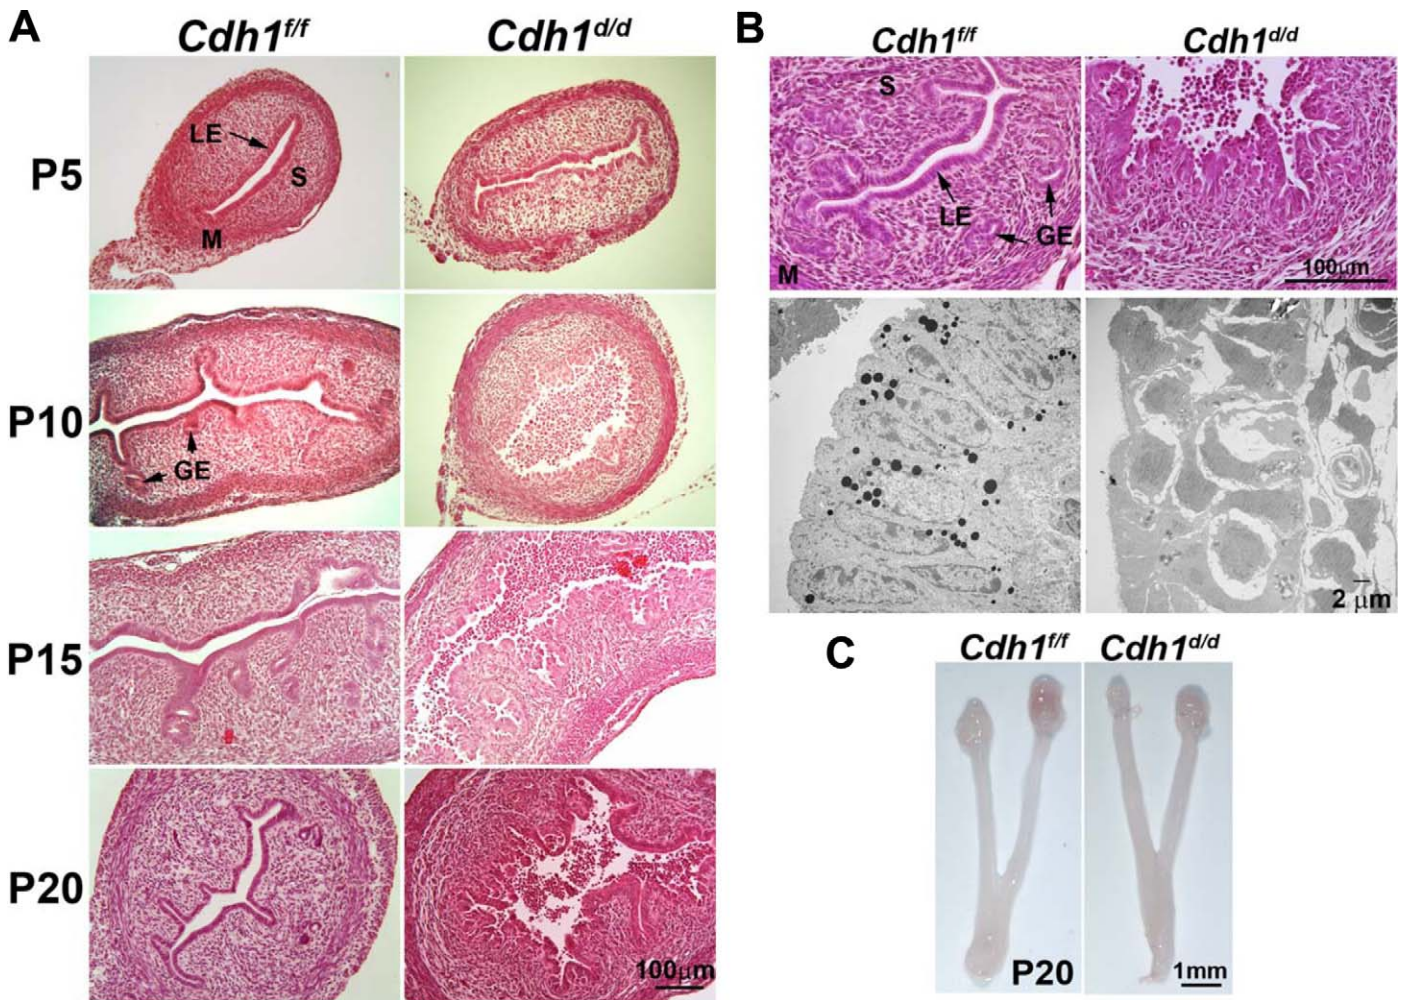 A
Cdh1f/f
Cdh1d/d
P5
LE
S
M
P10
GE
P15
P20
100µm
B
Cdh1f/f
Cdh1d/d
S
LE
GE
M
100µm
2 µm
C
Cdh1f/f
Cdh1d/d
P20
1mm